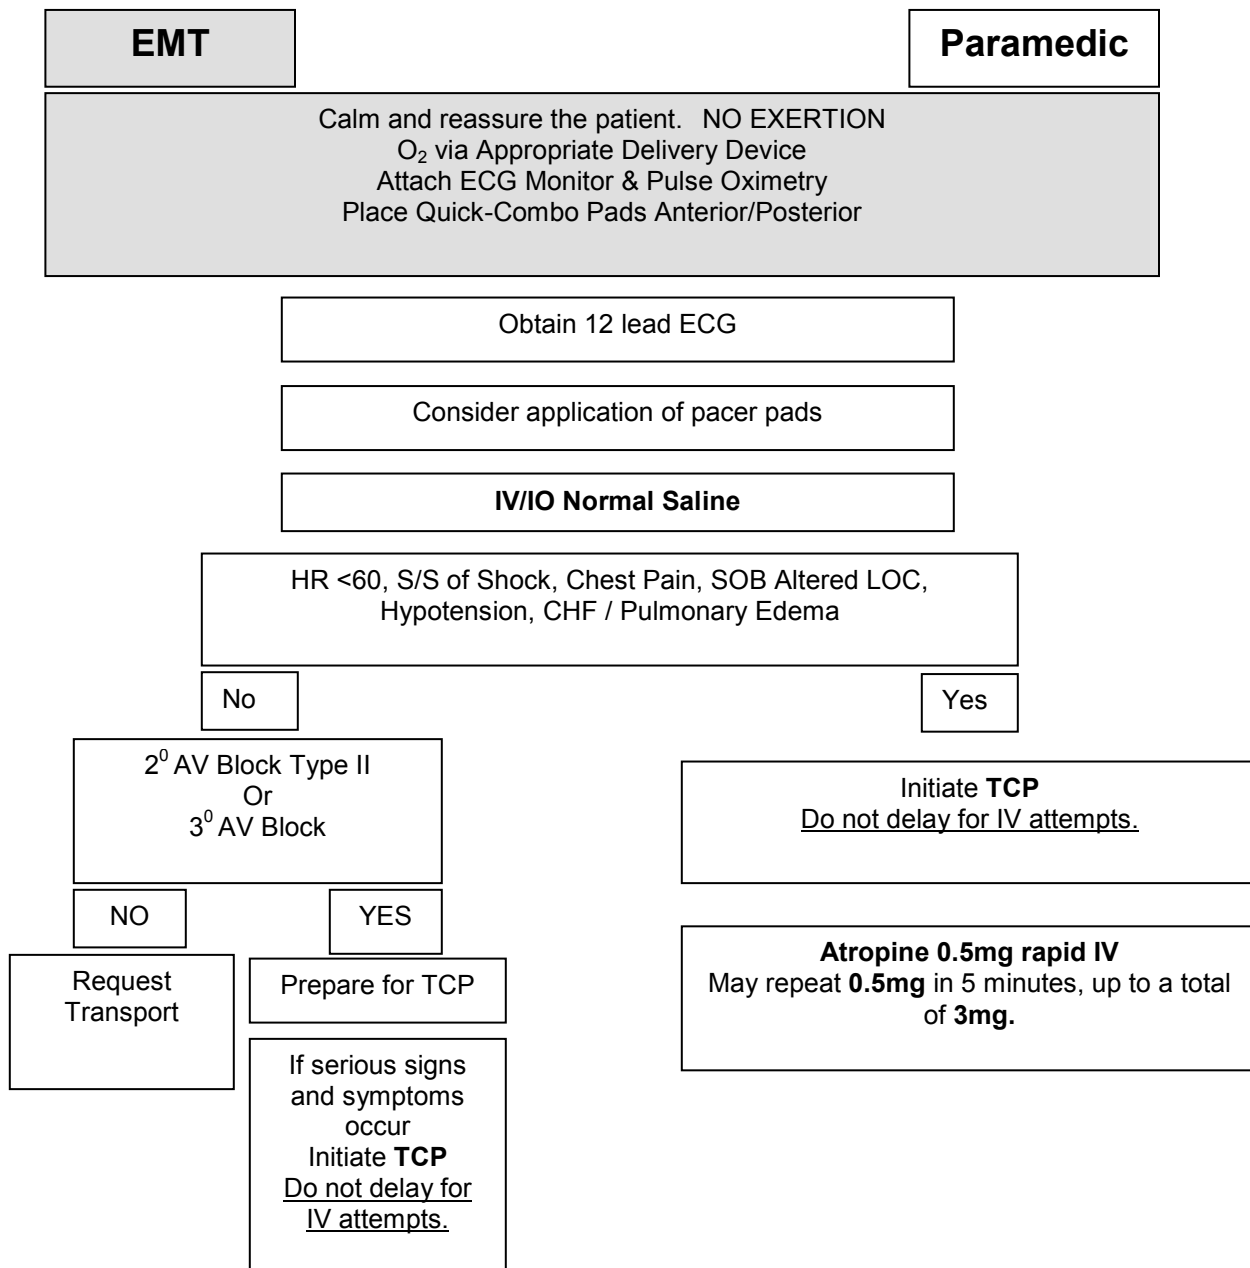 EMT
Paramedic
Calm and reassure the patient. NO EXERTION
O₂ via Appropriate Delivery Device
Attach ECG Monitor & Pulse Oximetry
Place Quick-Combo Pads Anterior/Posterior
Obtain 12 lead ECG
Consider application of pacer pads
IV/IO Normal Saline
HR <60, S/S of Shock, Chest Pain, SOB Altered LOC,
Hypotension, CHF / Pulmonary Edema
No
Yes
2⁰ AV Block Type II
Or
3⁰ AV Block
NO
YES
Request
Transport
Prepare for TCP
If serious signs
and symptoms
occur
Initiate TCP
Do not delay for
IV attempts.
Initiate TCP
Do not delay for IV attempts.
Atropine 0.5mg rapid IV
May repeat 0.5mg in 5 minutes, up to a total
of 3mg.